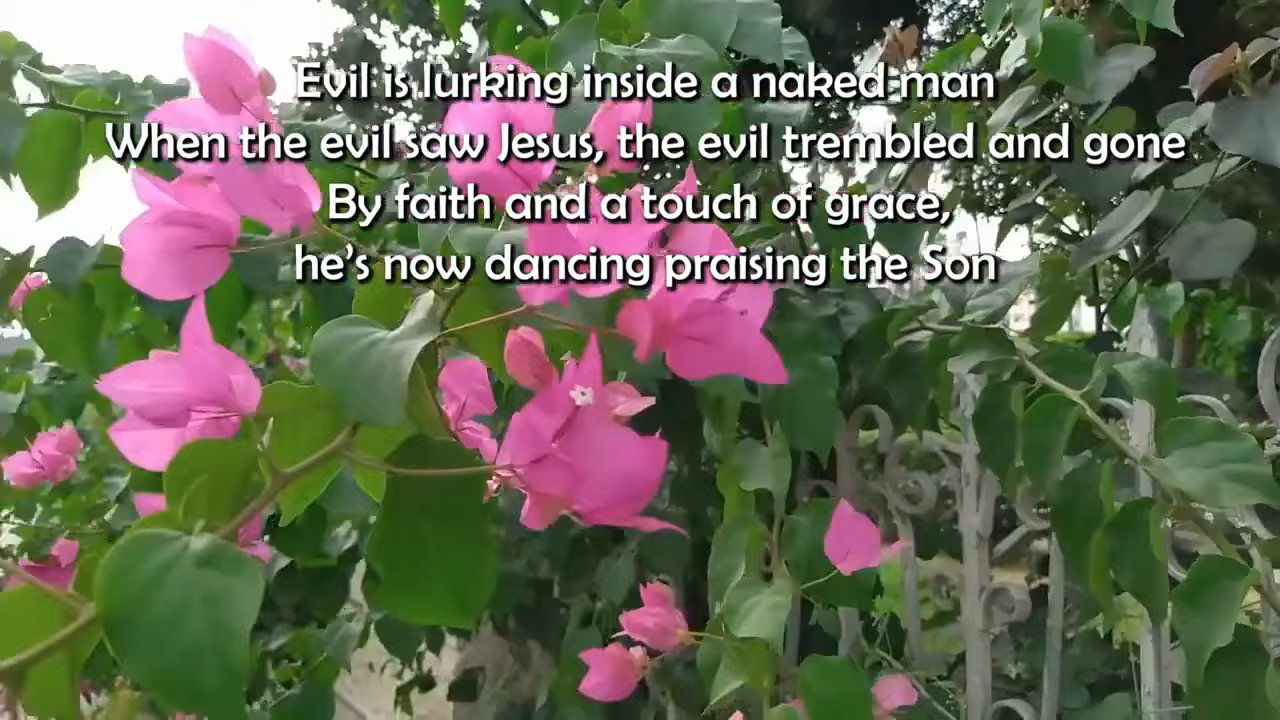 Evil is lurking inside a naked man
When the evil saw Jesus, the evil trembled and gone
By faith and a touch of grace,
he's now dancing praising the Son